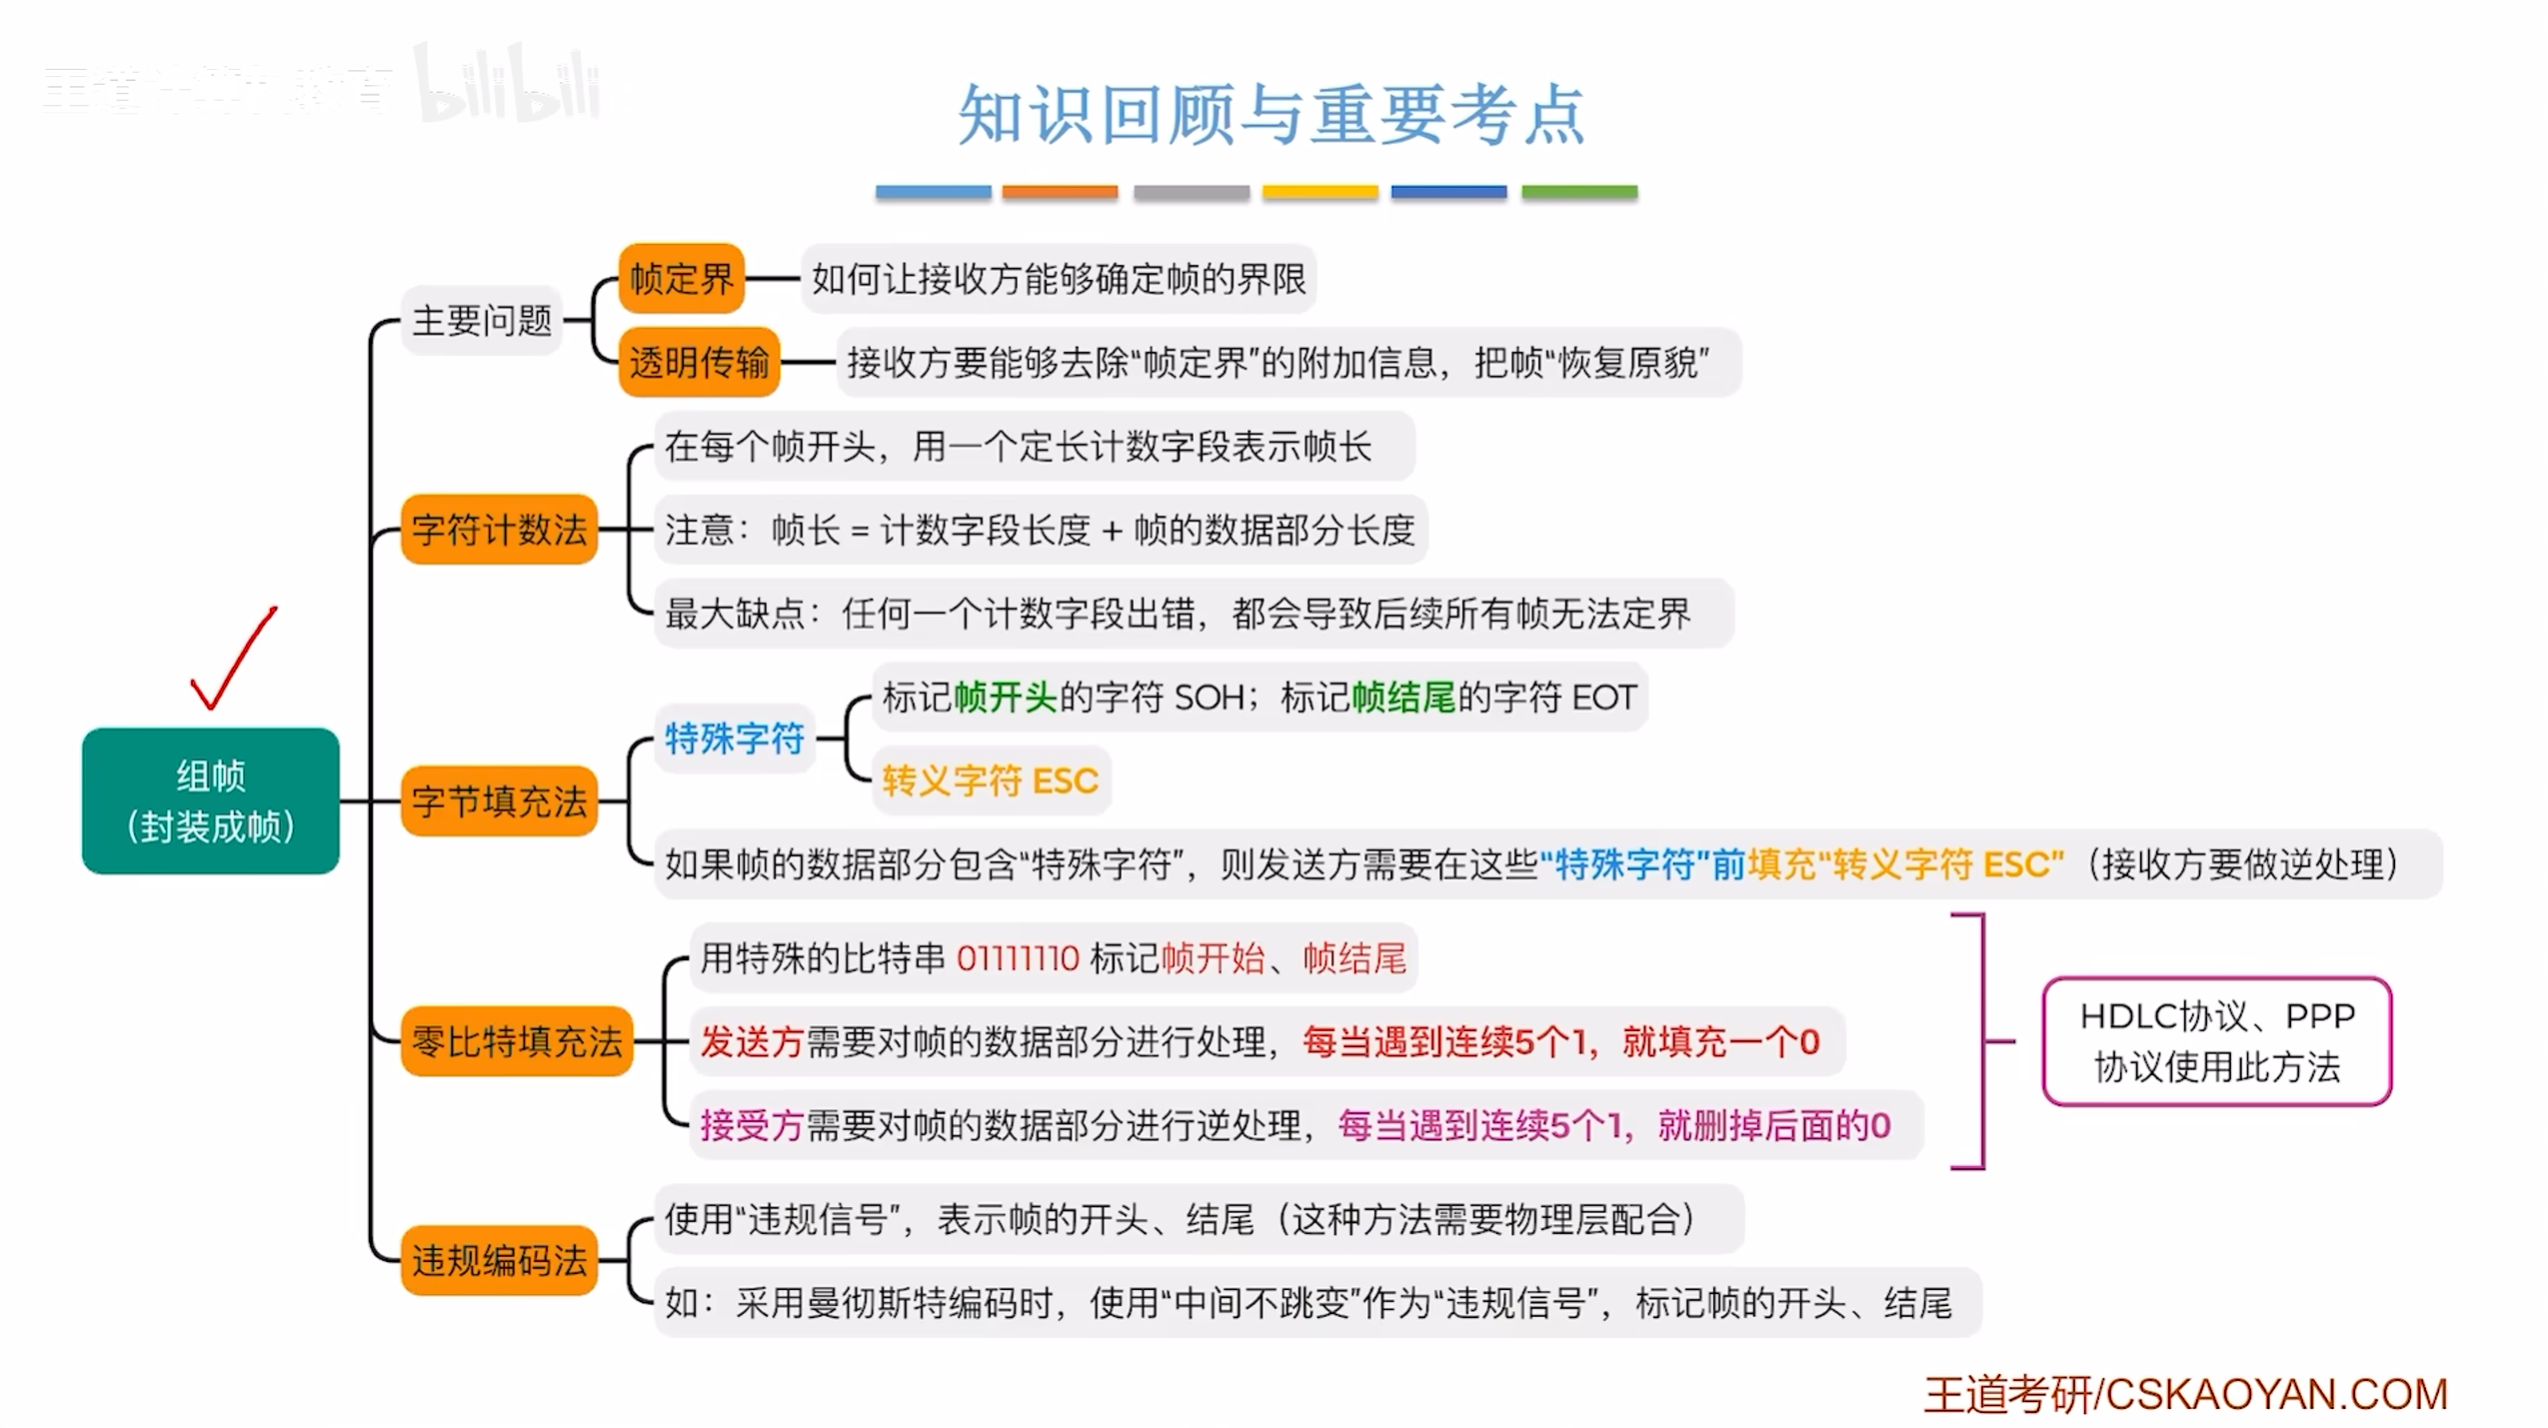 王道计算机教育 bilibili
知识回顾与重要考点
主要问题
帧定界
如何让接收方能够确定帧的界限
透明传输
接收方要能够去除“帧定界”的附加信息，把帧“恢复原貌”
字符计数法
在每个帧开头，用一个定长计数字段表示帧长
注意：帧长 = 计数字段长度 + 帧的数据部分长度
最大缺点：任何一个计数字段出错，都会导致后续所有帧无法定界
组帧
（封装成帧）
字节填充法
特殊字符
标记帧开头的字符 SOH；标记帧结尾的字符 EOT
转义字符 ESC
如果帧的数据部分包含“特殊字符”，则发送方需要在这些“特殊字符”前填充“转义字符 ESC”（接收方要做逆处理）
零比特填充法
用特殊的比特串 01111110 标记帧开始、帧结尾
发送方需要对帧的数据部分进行处理，每当遇到连续5个1，就填充一个0
接受方需要对帧的数据部分进行逆处理，每当遇到连续5个1，就删掉后面的0
HDLC协议、PPP
协议使用此方法
违规编码法
使用“违规信号”，表示帧的开头、结尾（这种方法需要物理层配合）
如：采用曼彻斯特编码时，使用“中间不跳变”作为“违规信号”，标记帧的开头、结尾
王道考研/CSKAOYAN.COM